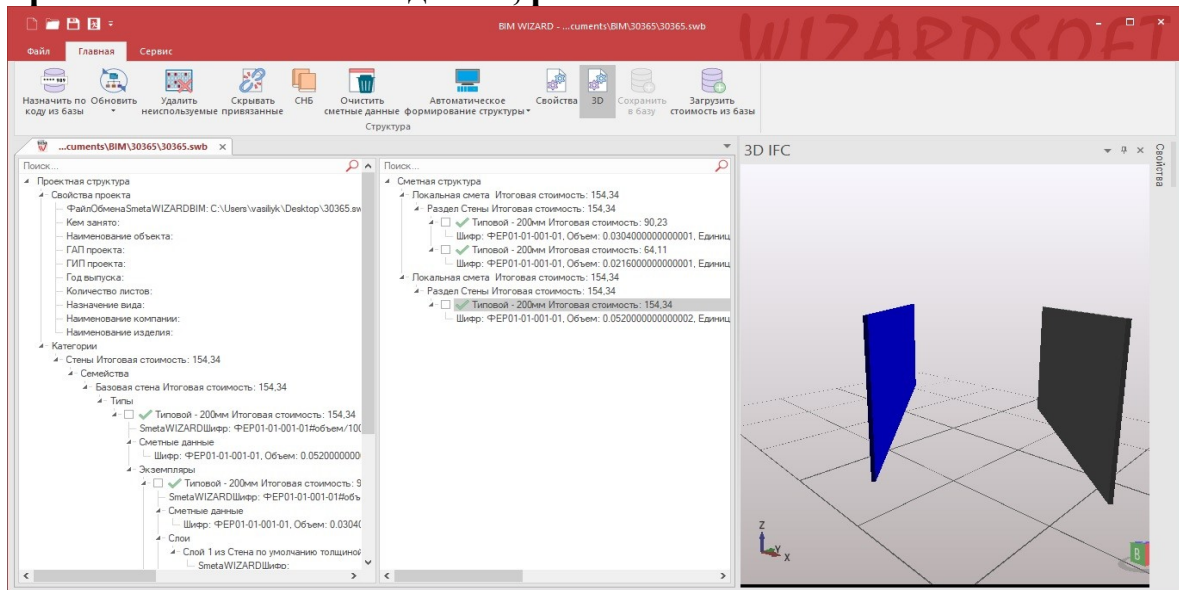 BIM WIZARD - ...cuments\BIM\30365\30365.swb
WIZARDSOFT
Файл Главная Сервис
Назначить по коду из базы
Обновить
Удалить неиспользуемые
Скрывать привязанные
СНБ
Очистить сметные данные
Автоматическое формирование структуры
Свойства
3D
Сохранить в базу
Загрузить стоимость из базы
Структура
...cuments\BIM\30365\30365.swb
Поиск...
Проектная структура
Свойства проекта
ФайлОбменаSmetaWIZARDBIM: C:\Users\vasiliyk\Desktop\30365.sw
Кем занято:
Наименование объекта:
ГАП проекта:
ГИП проекта:
Год выпуска:
Количество листов:
Назначение вида:
Наименование компании:
Наименование изделия:
Категории
Стены Итоговая стоимость: 154,34
Семейства
Базовая стена Итоговая стоимость: 154,34
Типы
Типовой - 200мм Итоговая стоимость: 154,34
SmetaWIZARDШифр: ФЕР01-01-001-01#объем/100
Сметные данные
Шифр: ФЕР01-01-001-01, Объем: 0.05200000000
Экземпляры
Типовой - 200мм Итоговая стоимость: 9
SmetaWIZARDШифр: ФЕР01-01-001-01#объ
Сметные данные
Шифр: ФЕР01-01-001-01, Объем: 0.0304(
Слои
Слой 1 из Стена по умолчанию толщиной
SmetaWIZARDШифр:
Поиск...
Сметная структура
Локальная смета Итоговая стоимость: 154,34
Раздел Стены Итоговая стоимость: 154,34
Типовой - 200мм Итоговая стоимость: 90,23
Шифр: ФЕР01-01-001-01, Объем: 0.0304000000000001, Единиц
Типовой - 200мм Итоговая стоимость: 64,11
Шифр: ФЕР01-01-001-01, Объем: 0.0216000000000001, Единиц
Локальная смета Итоговая стоимость: 154,34
Раздел Стены Итоговая стоимость: 154,34
Типовой - 200мм Итоговая стоимость: 154,34
Шифр: ФЕР01-01-001-01, Объем: 0.0520000000000002, Единиц
3D IFC
Свойства
Z
Y
X
В